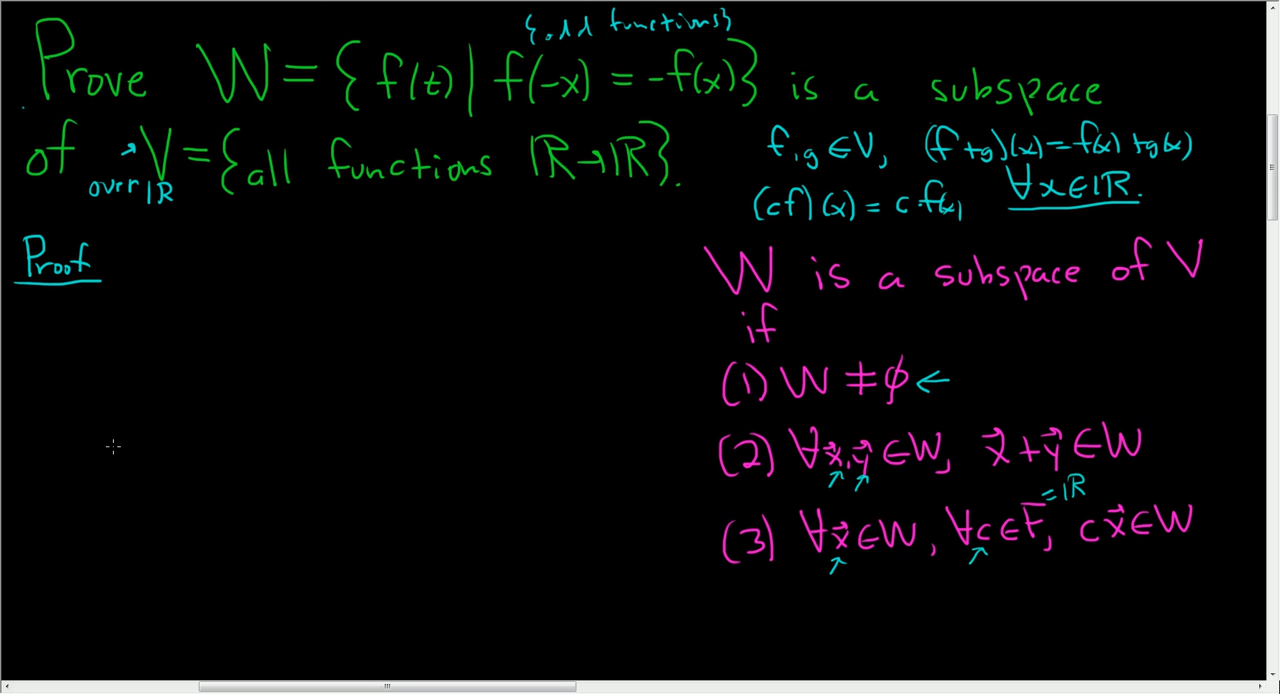 {odd functions}
Prove W = { f(t) | f(-x) = -f(x)} is a subspace
of V = {all functions ℝ→ℝ}.
over ℝ
f,g ∈ V, (f+g)(x) = f(x) + g(x)
(cf)(x) = c·f(x) ∀x∈ℝ.
Proof
W is a subspace of V
if
(1) W ≠ ϕ ←
(2) ∀x⃗,y⃗ ∈ W, x⃗ + y⃗ ∈ W
(3) ∀x⃗ ∈ W, ∀c ∈ F, cx⃗ ∈ W
= ℝ